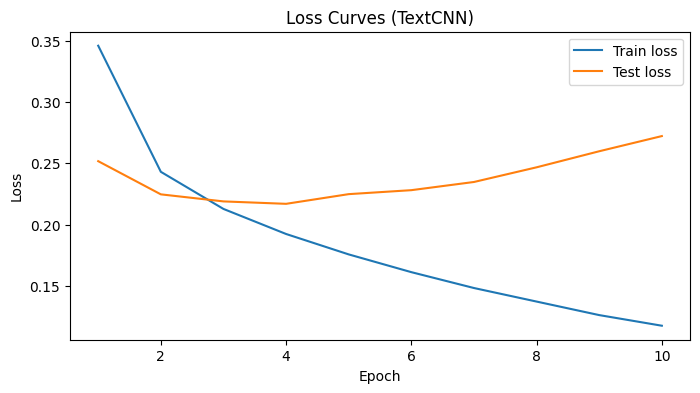 Loss Curves (TextCNN)
Train loss
Test loss
Loss
0.35
0.30
0.25
0.20
0.15
2 4 6 8 10
Epoch